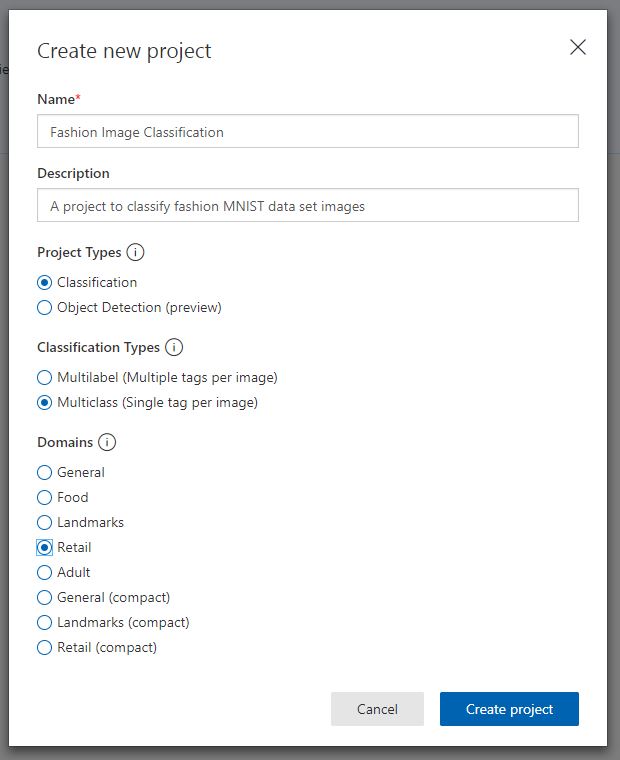 Create new project
Name*
Fashion Image Classification
Description
A project to classify fashion MNIST data set images
Project Types i
Classification
Object Detection (preview)
Classification Types i
Multilabel (Multiple tags per image)
Multiclass (Single tag per image)
Domains i
General
Food
Landmarks
Retail
Adult
General (compact)
Landmarks (compact)
Retail (compact)
Cancel Create project